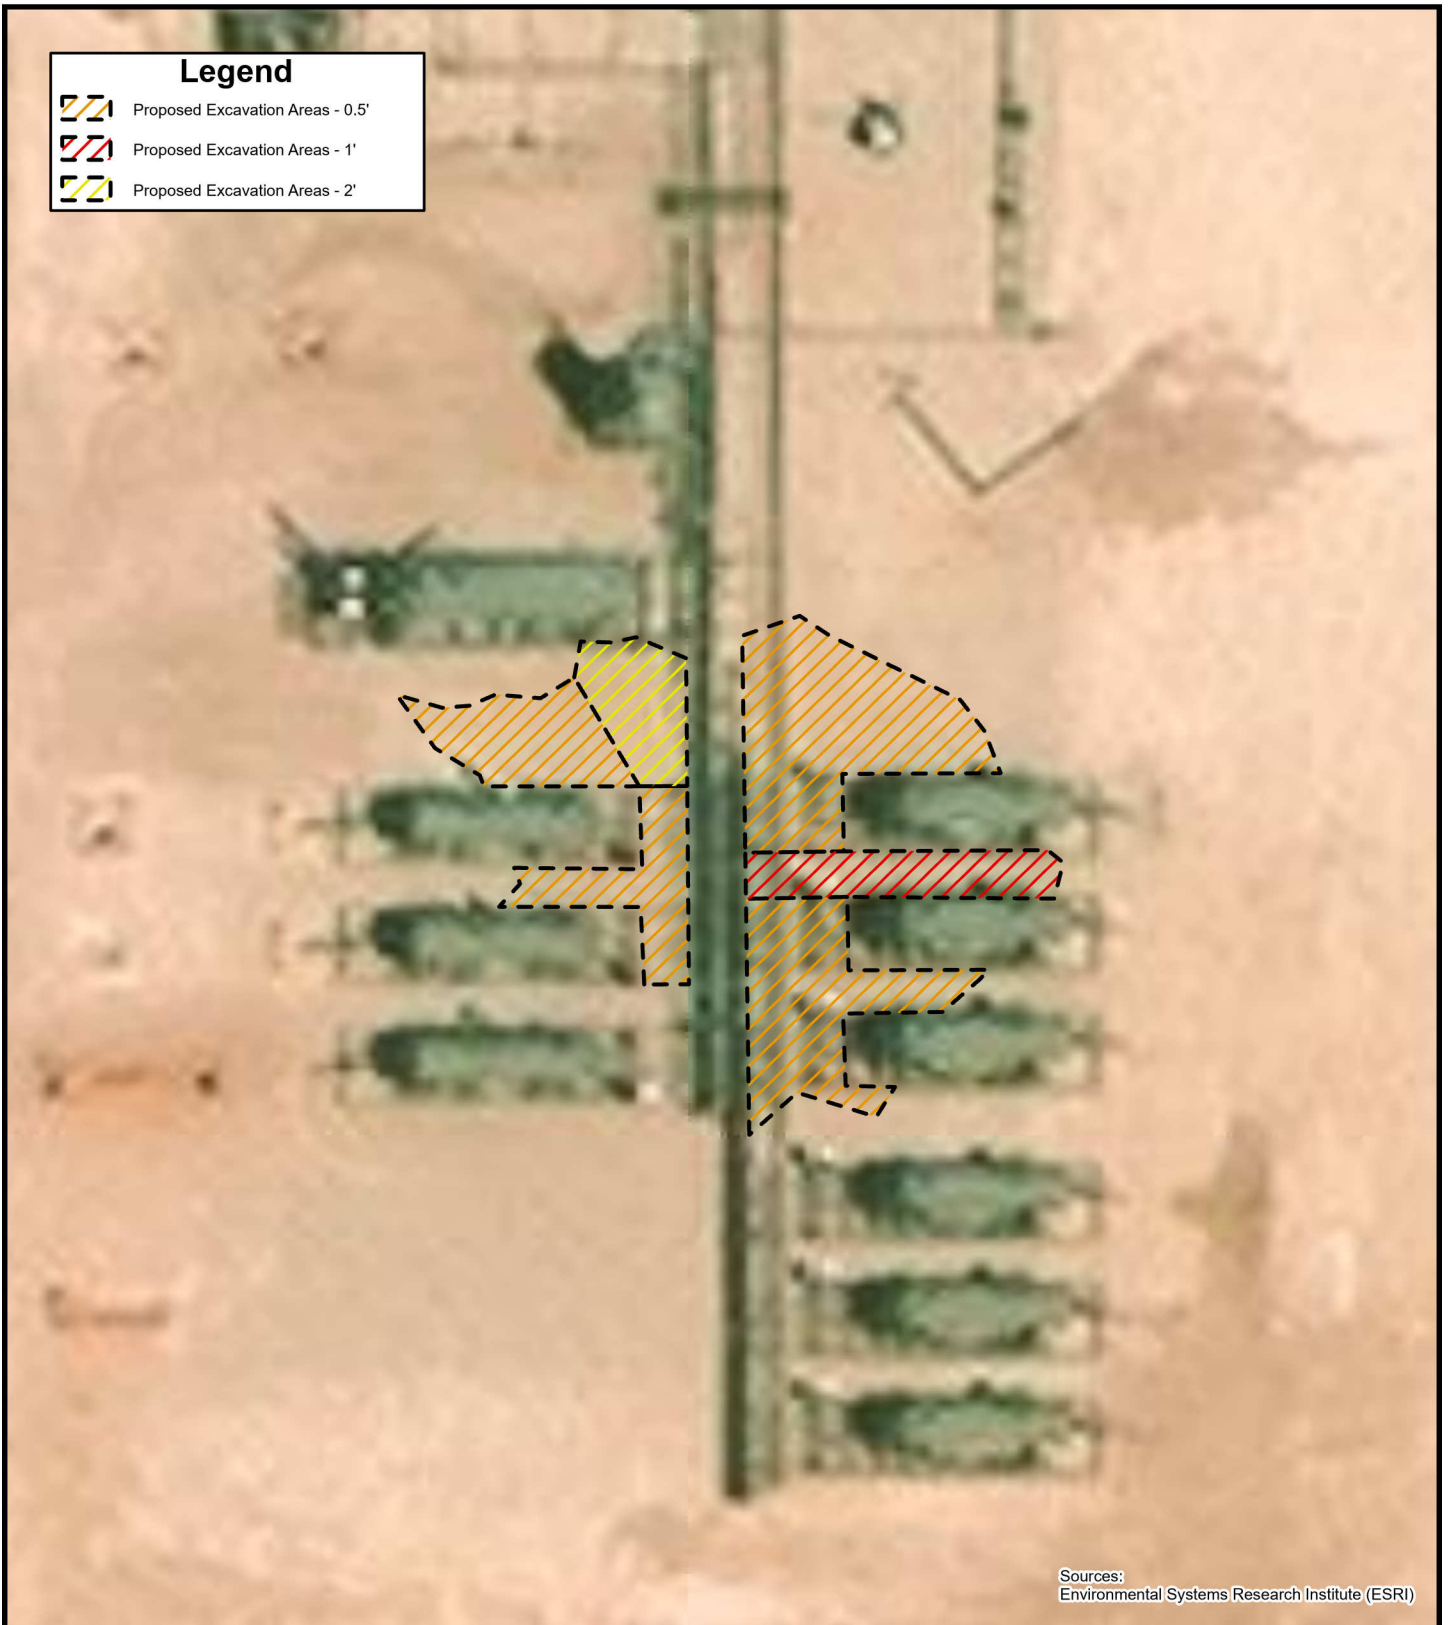 Legend
Proposed Excavation Areas - 0.5'
Proposed Excavation Areas - 1'
Proposed Excavation Areas - 2'
Sources:
Environmental Systems Research Institute (ESRI)